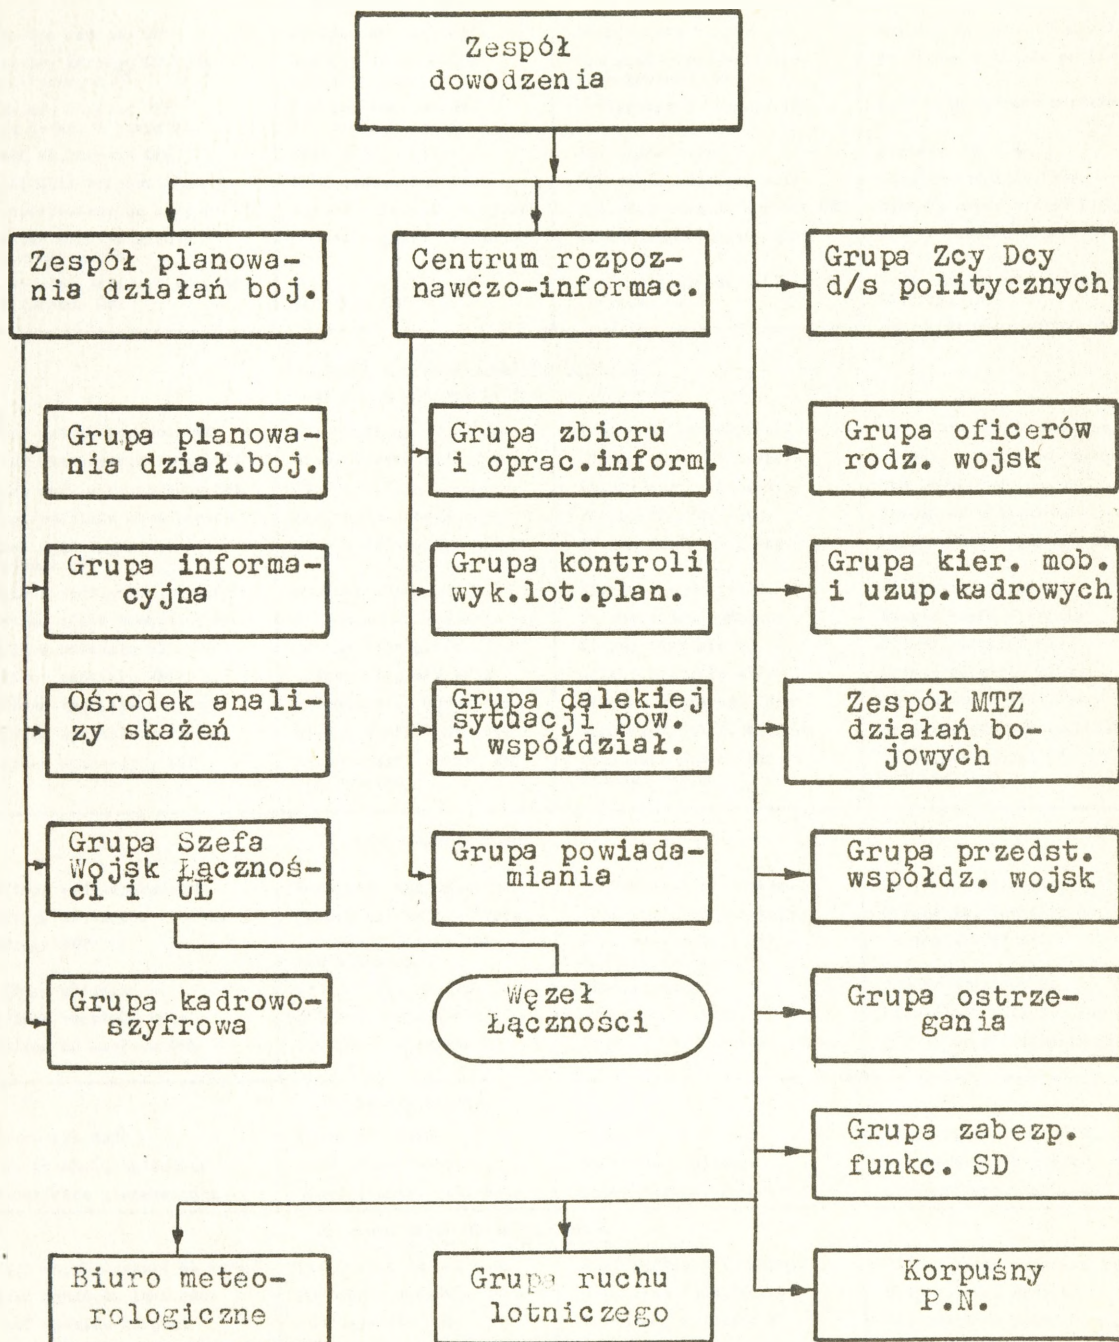 Zespół
dowodzenia
Zespół planowa-
nia działań boj.
Centrum rozpoz-
nawczo-informac.
Grupa Zcy Dcy
d/s politycznych
Grupa planowa-
nia dział.boj.
Grupa zbioru
i oprac.inform.
Grupa oficerów
rodz. wojsk
Grupa informa-
cyjna
Grupa kontroli
wyk.lot.plan.
Grupa kier. mob.
i uzup.kadrowych
Ośrodek anali-
zy skażeń
Grupa dalekiej
sytuacji pow.
i współdział.
Zespół MTZ
działań bo-
jowych
Grupa Szefa
Wojsk Łącznoś-
ci i UŁ
Grupa powiada-
miania
Grupa przedst.
współdz. wojsk
Grupa kadrowo-
szyfrowa
Węzeł
Łączności
Grupa ostrze-
gania
Grupa zabezp.
funkc. SD
Biuro meteo-
rologiczne
Grupa ruchu
lotniczego
Korpuśny
P.N.